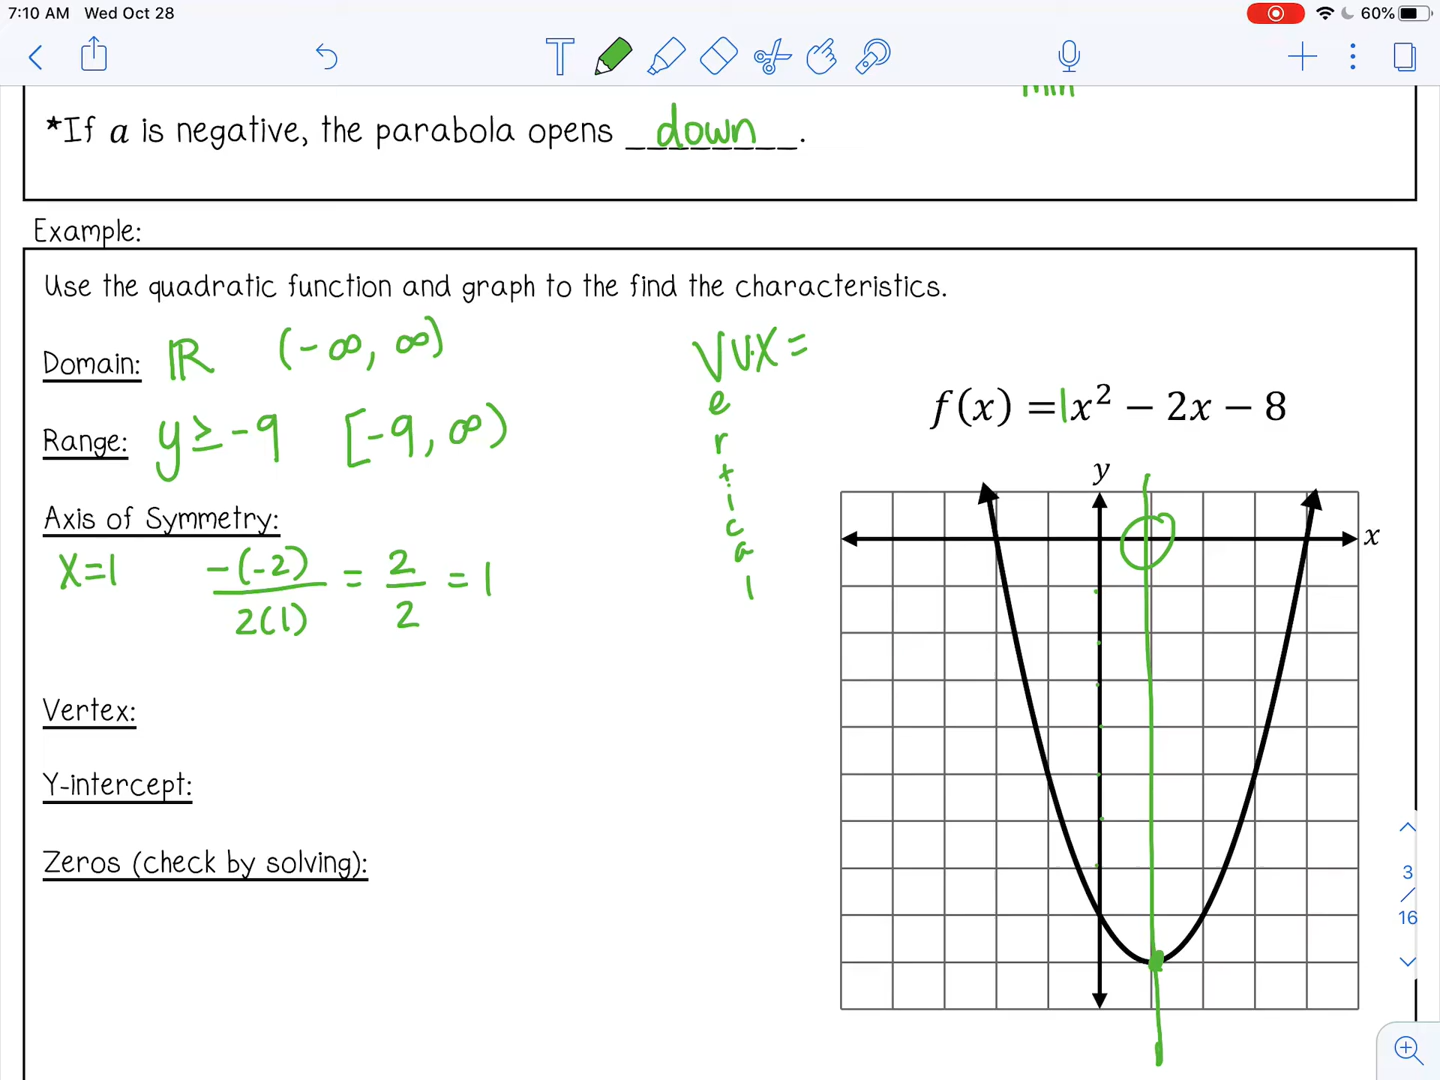 7:10 AM Wed Oct 28
60%
min
*If a is negative, the parabola opens down.
Example:
Use the quadratic function and graph to the find the characteristics.
Domain: ℝ (-∞, ∞)
VUX =
e
r
t
i
c
a
l
f(x) = 1x² − 2x − 8
Range: y ≥ -9 [-9, ∞)
y
x
Axis of Symmetry:
X=1 -(-2)/2(1) = 2/2 = 1
Vertex:
Y-intercept:
Zeros (check by solving):
3
/
16